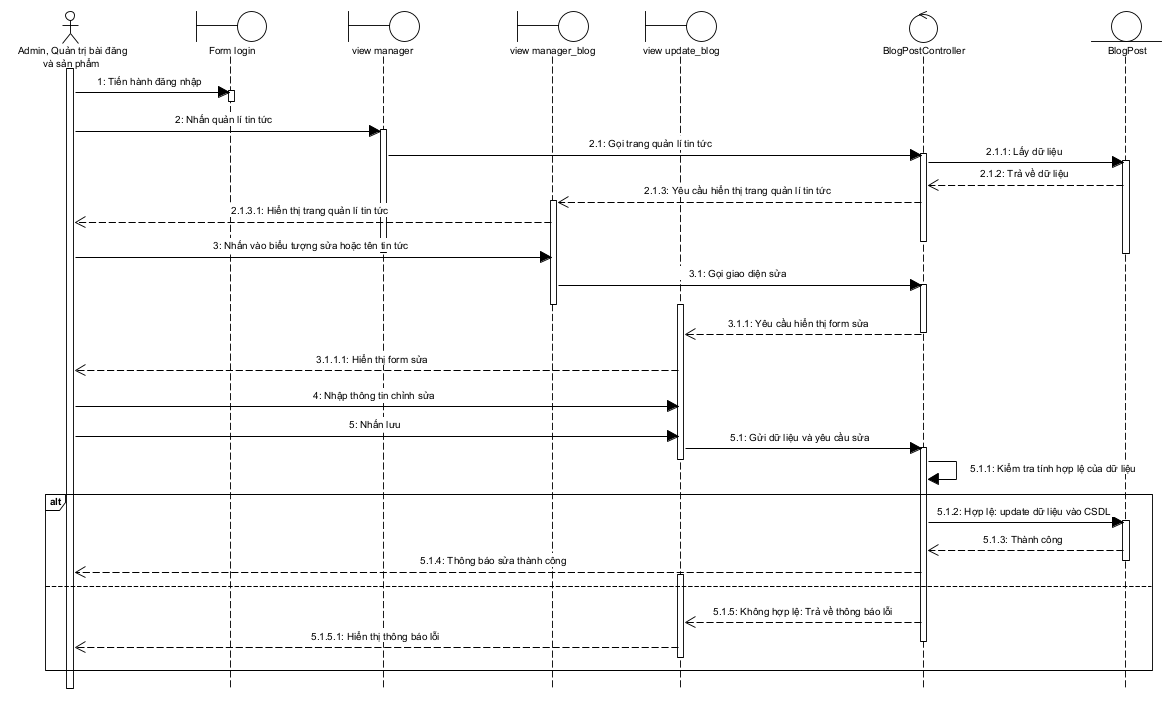 Admin, Quản trị bài đăng
và sản phẩm
Form login
view manager
view manager_blog
view update_blog
BlogPostController
BlogPost
1: Tiến hành đăng nhập
2: Nhấn quản lí tin tức
2.1: Gọi trang quản lí tin tức
2.1.1: Lấy dữ liệu
2.1.2: Trả về dữ liệu
2.1.3: Yêu cầu hiển thị trang quản lí tin tức
2.1.3.1: Hiển thị trang quản lí tin tức
3: Nhấn vào biểu tượng sửa hoặc tên tin tức
3.1: Gọi giao diện sửa
3.1.1: Yêu cầu hiển thị form sửa
3.1.1.1: Hiển thị form sửa
4: Nhập thông tin chỉnh sửa
5: Nhấn lưu
5.1: Gửi dữ liệu và yêu cầu sửa
5.1.1: Kiểm tra tính hợp lệ của dữ liệu
alt
5.1.2: Hợp lệ: update dữ liệu vào CSDL
5.1.3: Thành công
5.1.4: Thông báo sửa thành công
5.1.5: Không hợp lệ: Trả về thông báo lỗi
5.1.5.1: Hiển thị thông báo lỗi